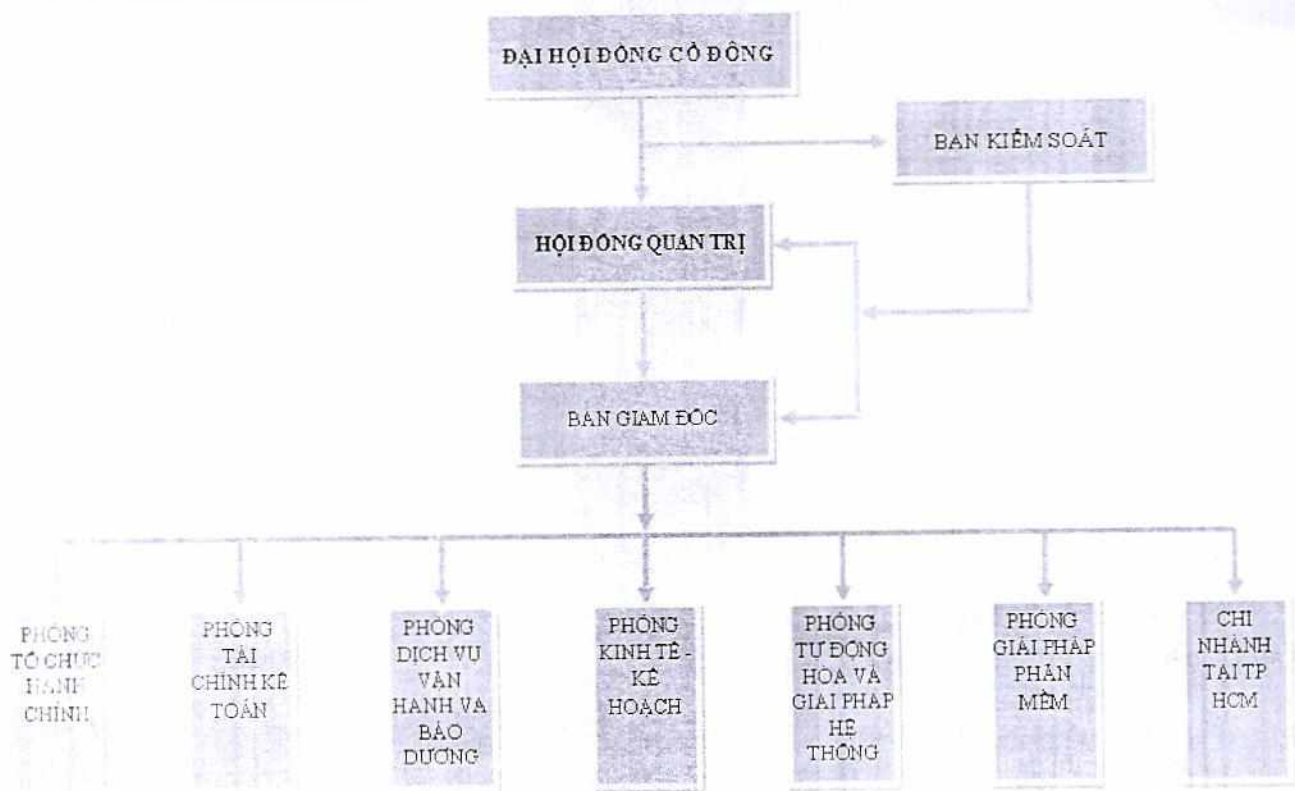 ĐẠI HỘI ĐỒNG CỔ ĐÔNG
BAN KIỂM SOÁT
HỘI ĐỒNG QUẢN TRỊ
BAN GIÁM ĐỐC
PHÒNG
TỔ CHỨC
HÀNH
CHÍNH
PHÒNG
TÀI
CHÍNH KẾ
TOÁN
PHÒNG
DỊCH VỤ
VẬN
HÀNH VÀ
BẢO
DƯỠNG
PHÒNG
KINH TẾ -
KẾ
HOẠCH
PHÒNG
TỰ ĐỘNG
HÓA VÀ
GIẢI PHÁP
HỆ
THỐNG
PHÒNG
GIẢI PHÁP
PHẦN
MỀM
CHI
NHÁNH
TẠI TP
HCM